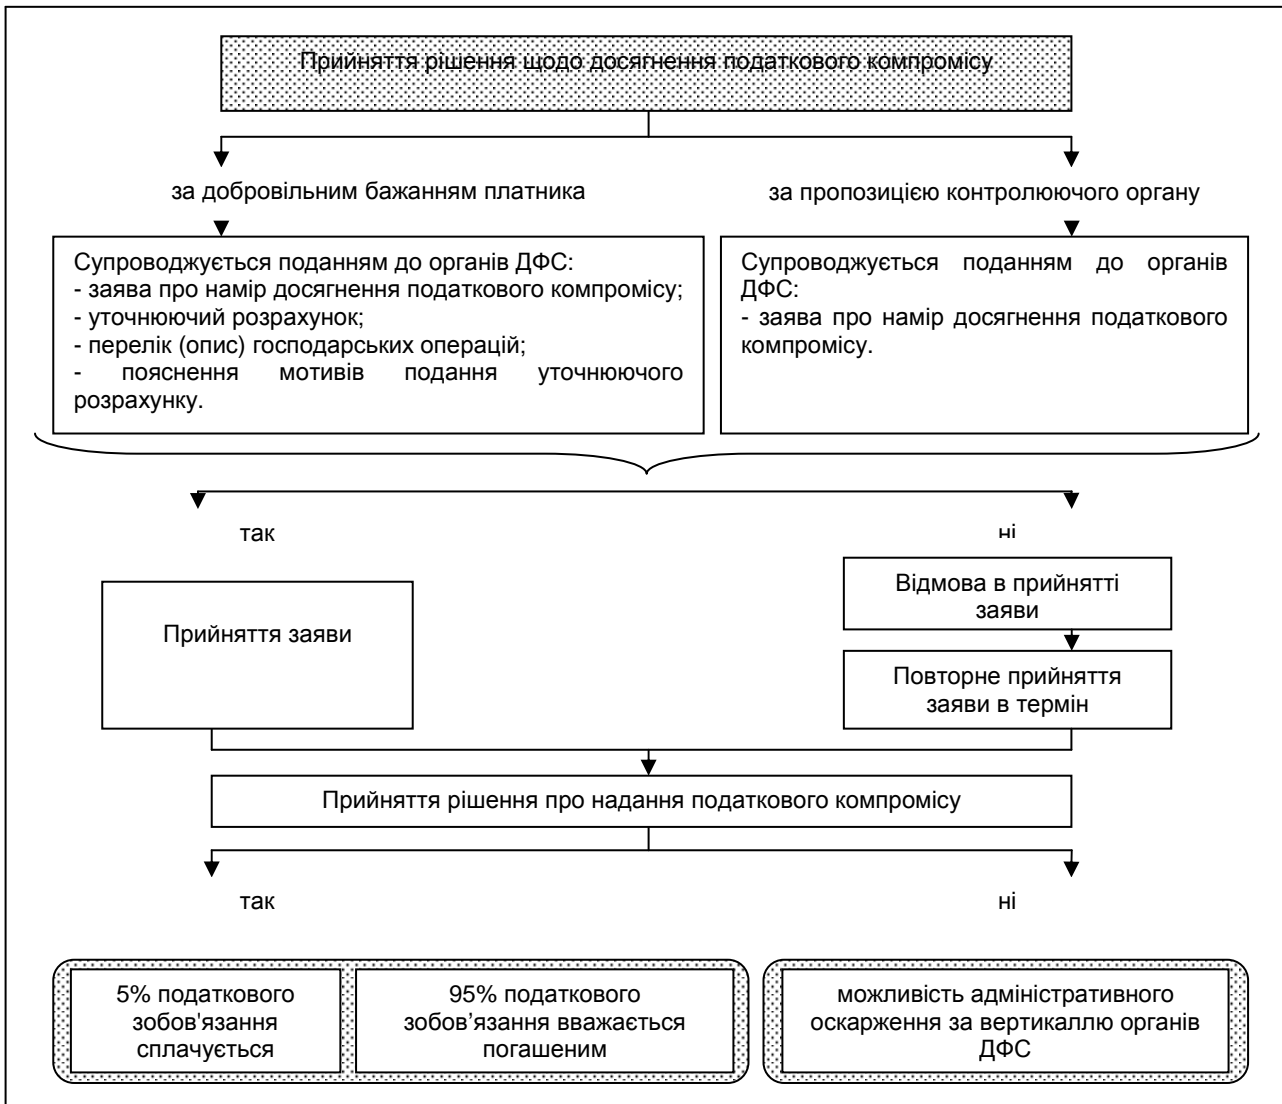 Прийняття рішення щодо досягнення податкового компромісу
за добровільним бажанням платника
за пропозицією контролюючого органу
Супроводжується поданням до органів ДФС:
- заява про намір досягнення податкового компромісу;
- уточнюючий розрахунок;
- перелік (опис) господарських операцій;
- пояснення мотивів подання уточнюючого
розрахунку.
Супроводжується поданням до органів
ДФС:
- заява про намір досягнення податкового
компромісу.
так
ні
Прийняття заяви
Відмова в прийнятті
заяви
Повторне прийняття
заяви в термін
Прийняття рішення про надання податкового компромісу
так
ні
5% податкового
зобов'язання
сплачується
95% податкового
зобов’язання вважається
погашеним
можливість адміністративного
оскарження за вертикаллю органів
ДФС